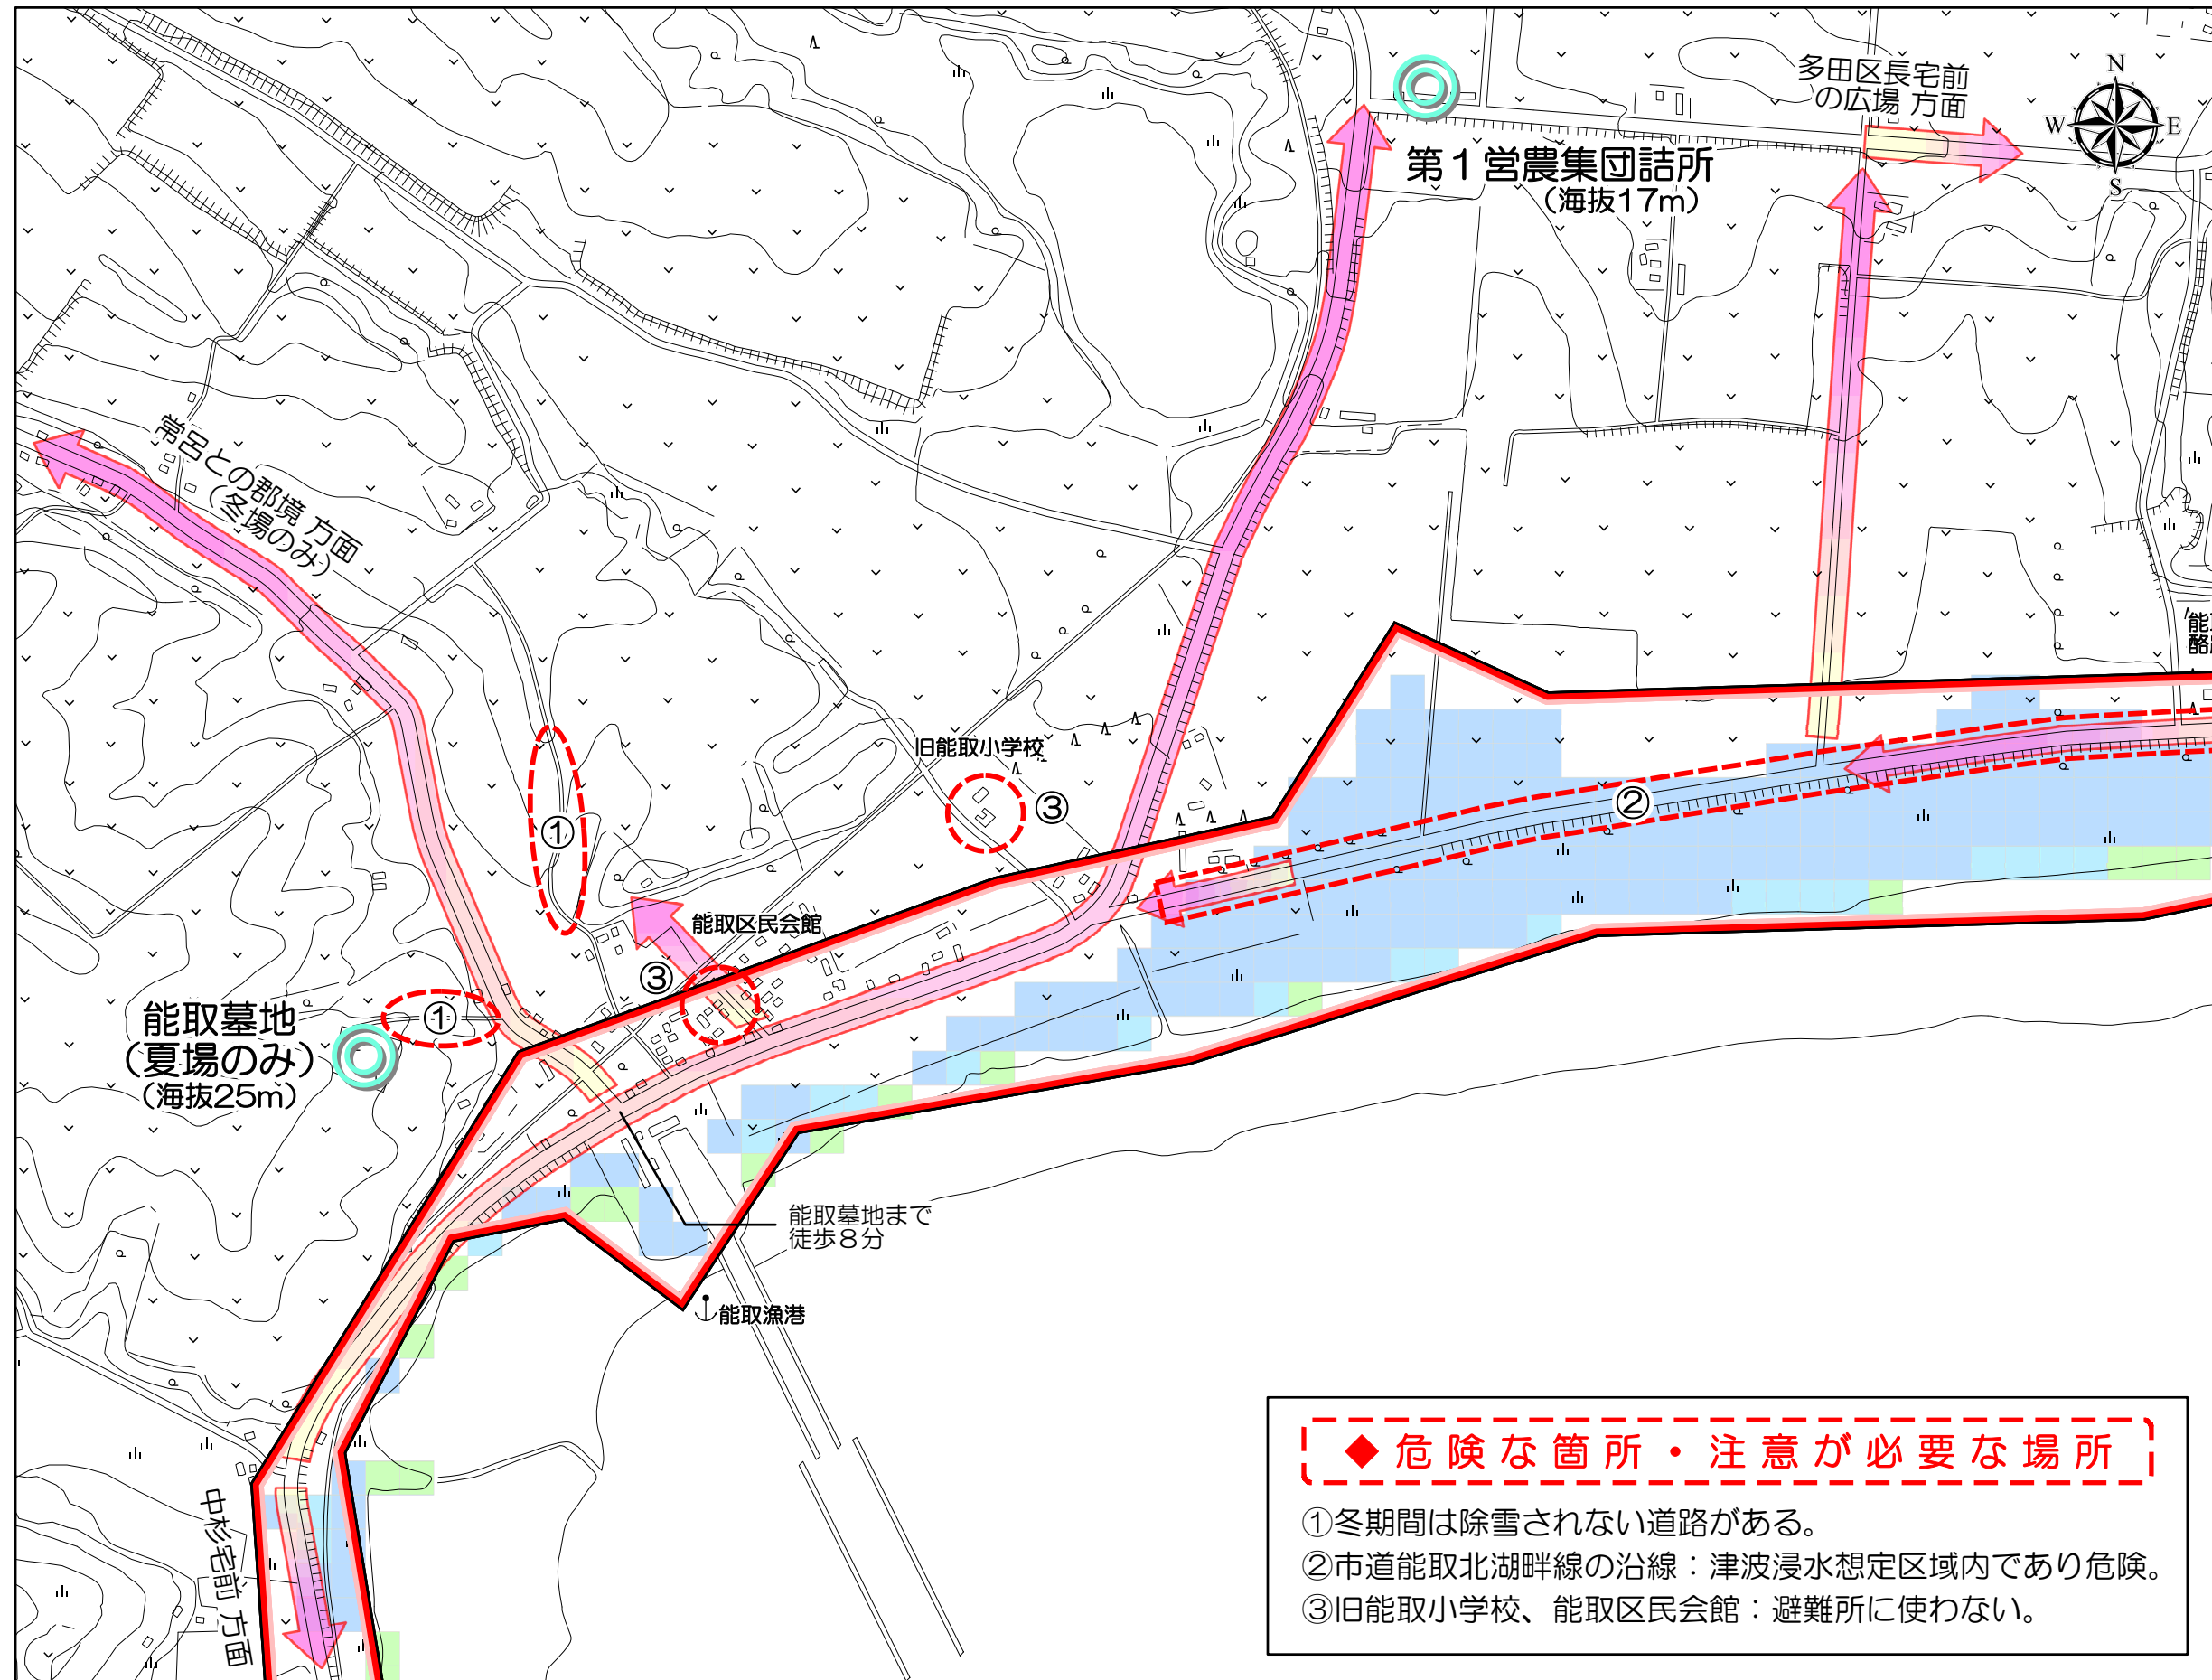 多田区長宅前
の広場 方面
N
W
E
S
第1営農集団詰所
（海抜17m）
常呂との郡境 方面
（冬場のみ）
旧能取小学校
③
①
②
能取区民会館
③
①
能取墓地
（夏場のみ）
（海抜25m）
能取墓地まで
徒歩8分
能取漁港
中杉宅前 方面
◆危険な箇所・注意が必要な場所
①冬期間は除雪されない道路がある。
②市道能取北湖畔線の沿線：津波浸水想定区域内であり危険。
③旧能取小学校、能取区民会館：避難所に使わない。